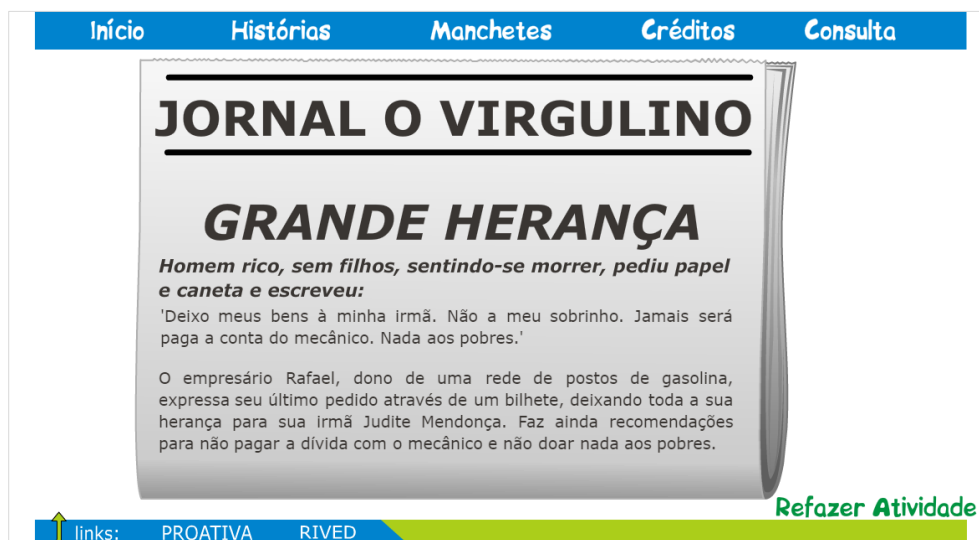 Início Histórias Manchetes Créditos Consulta
JORNAL O VIRGULINO
GRANDE HERANÇA
Homem rico, sem filhos, sentindo-se morrer, pediu papel
e caneta e escreveu:
'Deixo meus bens à minha irmã. Não a meu sobrinho. Jamais será
paga a conta do mecânico. Nada aos pobres.'
O empresário Rafael, dono de uma rede de postos de gasolina,
expressa seu último pedido através de um bilhete, deixando toda a sua
herança para sua irmã Judite Mendonça. Faz ainda recomendações
para não pagar a dívida com o mecânico e não doar nada aos pobres.
Refazer Atividade
links: PROATIVA RIVED